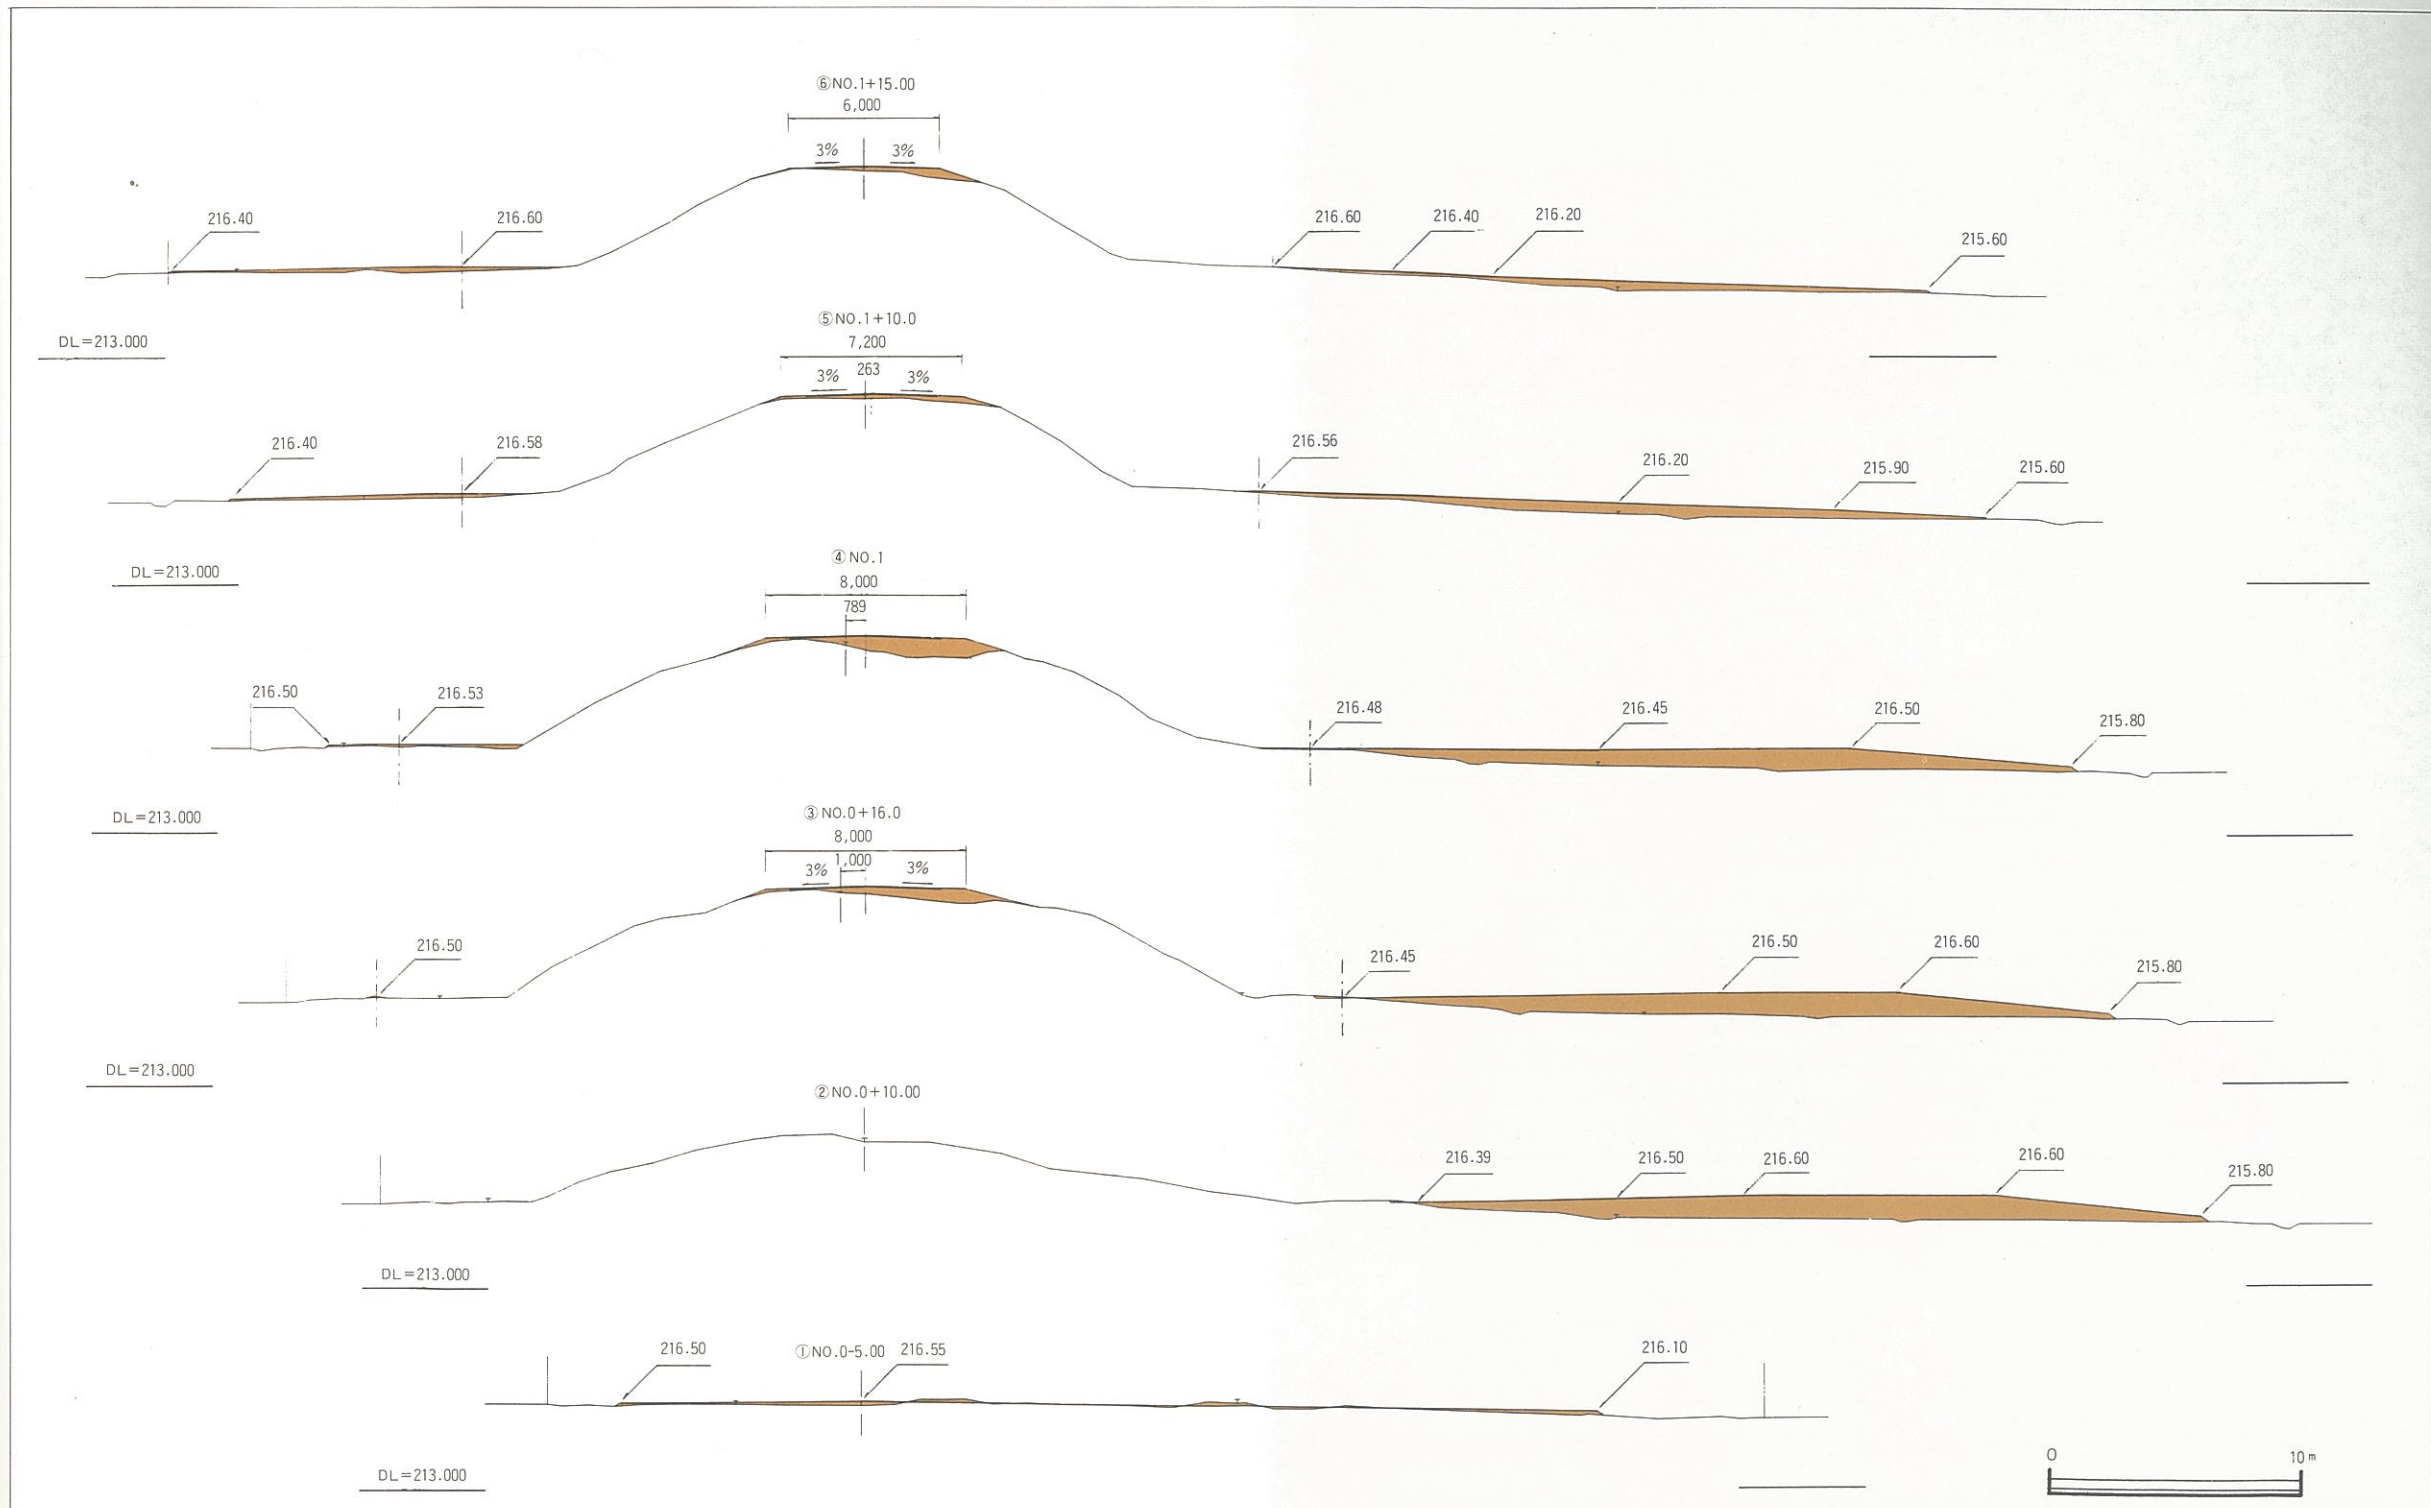 ⑥NO.1+15.00
6,000
3% 3%
216.40 216.60 216.60 216.40 216.20 215.60
DL=213.000
⑤NO.1+10.0
7,200
3% 263 3%
216.40 216.58 216.56 216.20 215.90 215.60
DL=213.000
④NO.1
8,000
789
216.50 216.53 216.48 216.45 216.50 215.80
DL=213.000
③NO.0+16.0
8,000
3% 1,000 3%
216.50 216.45 216.50 216.60 215.80
DL=213.000
②NO.0+10.00
216.39 216.50 216.60 216.60 215.80
DL=213.000
216.50 ①NO.0-5.00 216.55 216.10
DL=213.000
0 10m